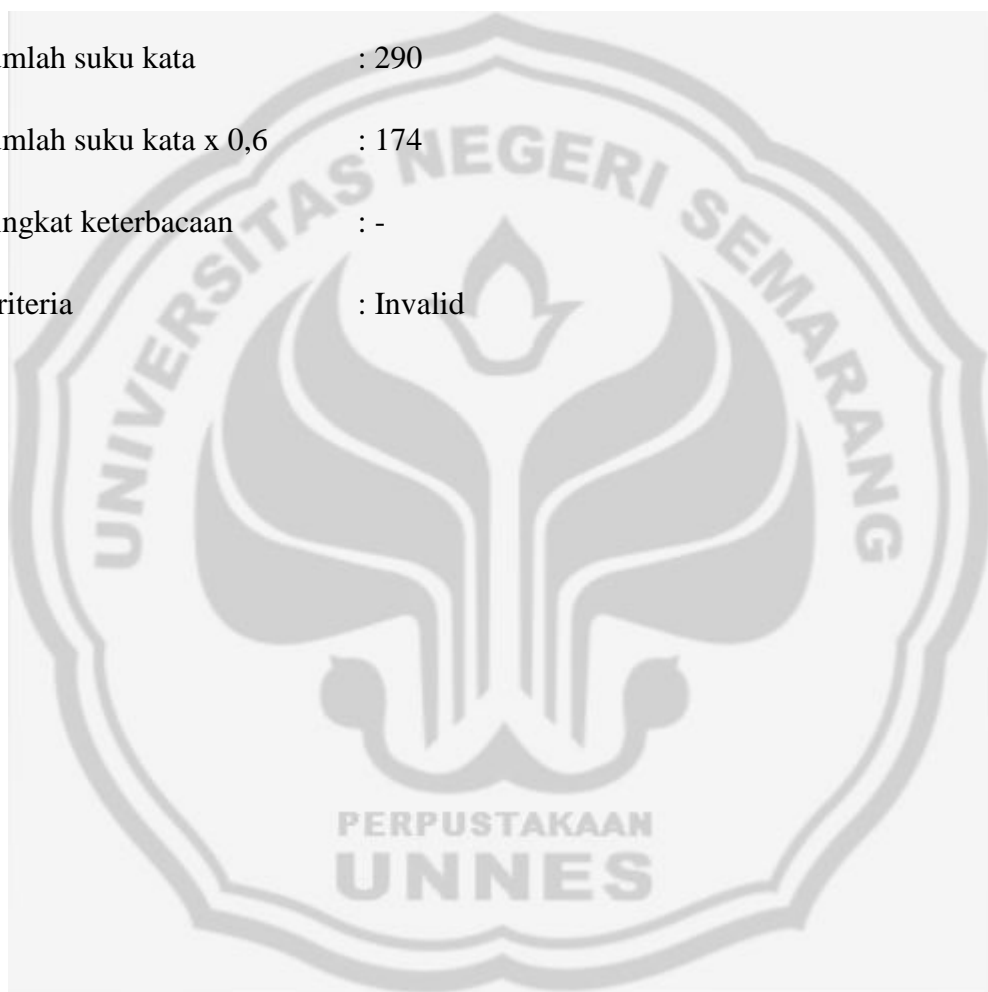 mlah suku kata : 290
mlah suku kata x 0,6 : 174
ngkat keterbacaan : -
riteria : Invalid
UNIVERSITAS NEGERI SEMARANG
PERPUSTAKAAN
UNNES